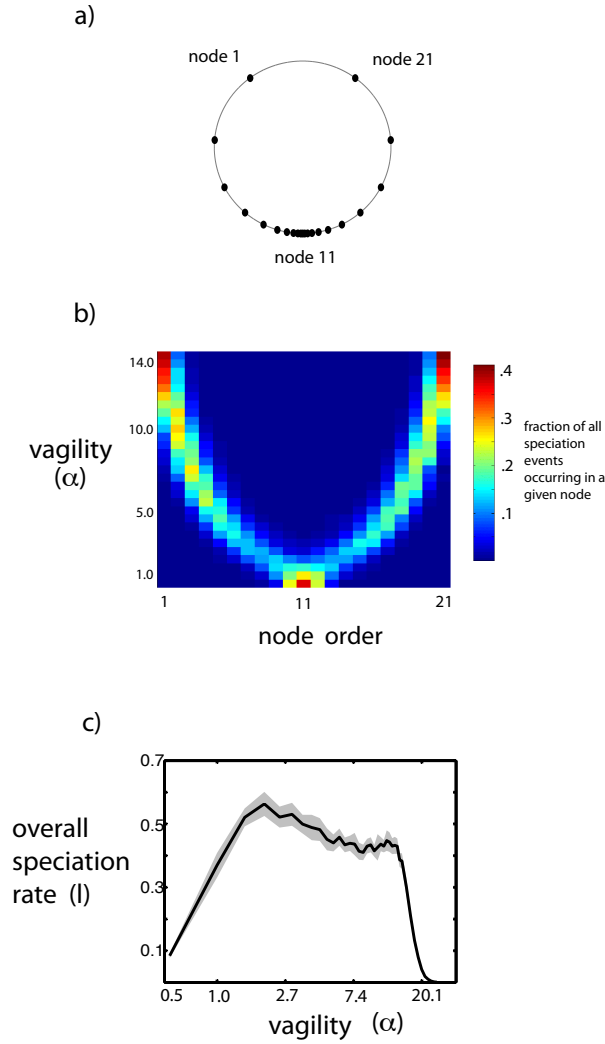 a)
node 1
node 21
node 11
b)
14.0
10.0
5.0
1.0
vagility
(α)
1
11
21
node order
.4
.3
.2
.1
fraction of all
speciation
events
occurring in a
given node
c)
0.7
0.5
0.3
0.1
overall
speciation
rate (l)
0.5
1.0
2.7
7.4
20.1
vagility (α)